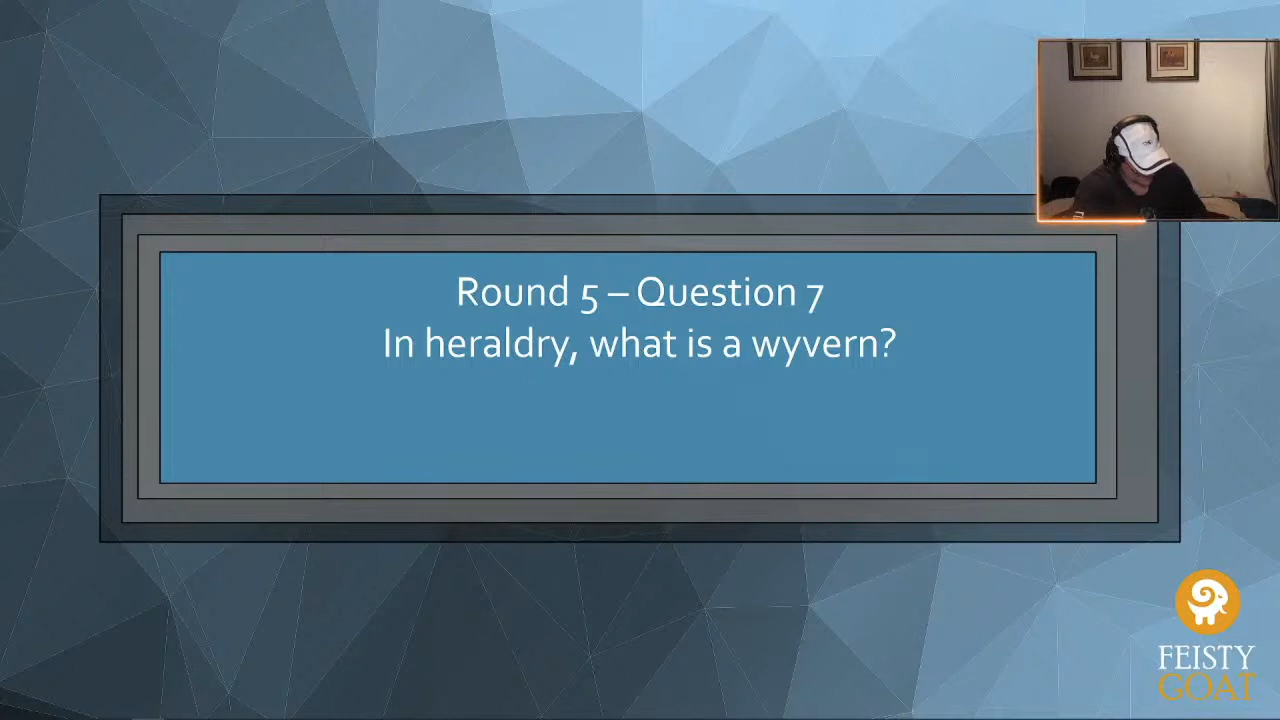 Round 5 – Question 7
In heraldry, what is a wyvern?
FEISTY
GOAT